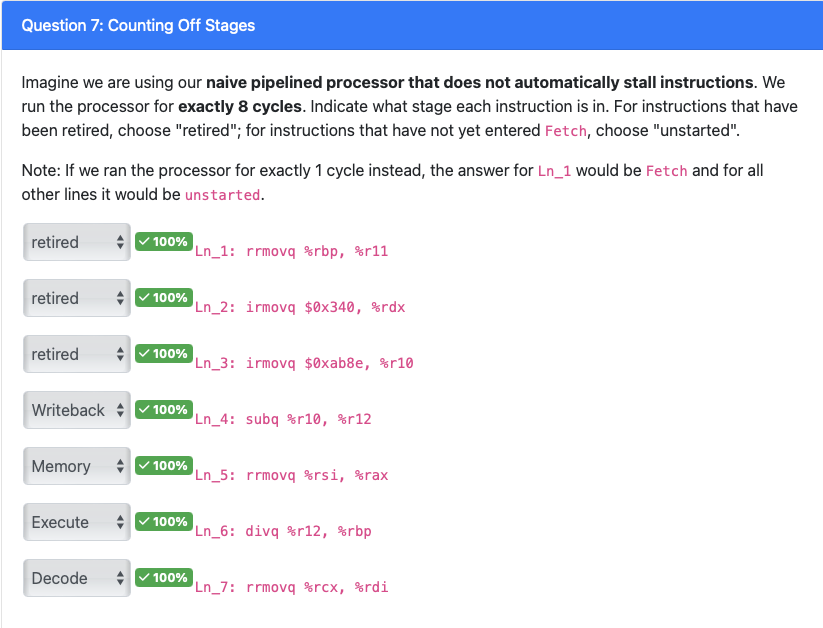 Question 7: Counting Off Stages
Imagine we are using our naive pipelined processor that does not automatically stall instructions. We
run the processor for exactly 8 cycles. Indicate what stage each instruction is in. For instructions that have
been retired, choose "retired"; for instructions that have not yet entered Fetch, choose "unstarted".
Note: If we ran the processor for exactly 1 cycle instead, the answer for Ln_1 would be Fetch and for all
other lines it would be unstarted.
retired ✓ 100% Ln_1: rrmovq %rbp, %r11
retired ✓ 100% Ln_2: irmovq $0x340, %rdx
retired ✓ 100% Ln_3: irmovq $0xab8e, %r10
Writeback ✓ 100% Ln_4: subq %r10, %r12
Memory ✓ 100% Ln_5: rrmovq %rsi, %rax
Execute ✓ 100% Ln_6: divq %r12, %rbp
Decode ✓ 100% Ln_7: rrmovq %rcx, %rdi